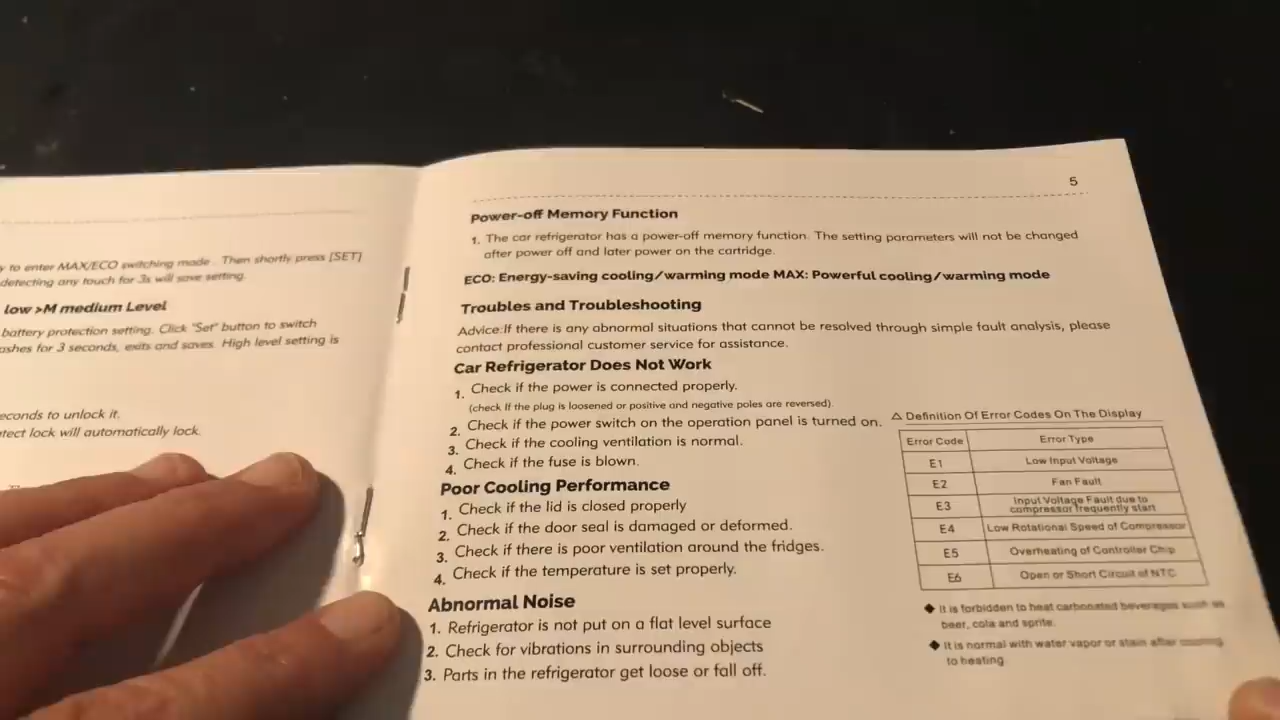 y to enter MAX/ECO switching mode . Then shortly press [SET]
detecting any touch for 3s will save setting.
low >M medium Level
battery protection setting. Click "Set" button to switch
ashes for 3 seconds, exits and saves. High level setting is
econds to unlock it.
tect lock will automatically lock.
5
Power-off Memory Function
1. The car refrigerator has a power-off memory function. The setting parameters will not be changed
after power off and later power on the cartridge.
ECO: Energy-saving cooling/warming mode MAX: Powerful cooling/warming mode
Troubles and Troubleshooting
Advice:If there is any abnormal situations that cannot be resolved through simple fault analysis, please
contact professional customer service for assistance.
Car Refrigerator Does Not Work
1. Check if the power is connected properly.
(check If the plug is loosened or positive and negative poles are reversed).
2. Check if the power switch on the operation panel is turned on.
3. Check if the cooling ventilation is normal.
4. Check if the fuse is blown.
Poor Cooling Performance
1. Check if the lid is closed properly
2. Check if the door seal is damaged or deformed.
3. Check if there is poor ventilation around the fridges.
4. Check if the temperature is set properly.
Abnormal Noise
1. Refrigerator is not put on a flat level surface
2. Check for vibrations in surrounding objects
3. Parts in the refrigerator get loose or fall off.
⚠ Definition Of Error Codes On The Display
Error Code Error Type
E1 Low Input Voltage
E2 Fan Fault
E3 Input Voltage Fault due to
compressor frequently start
E4 Low Rotational Speed of Compressor
E5 Overheating of Controller Chip
E6 Open or Short Circuit of NTC
◆ It is forbidden to heat carbonated beverages such as
beer, cola and sprite.
◆ It is normal with water vapor or stain after cooling
to heating